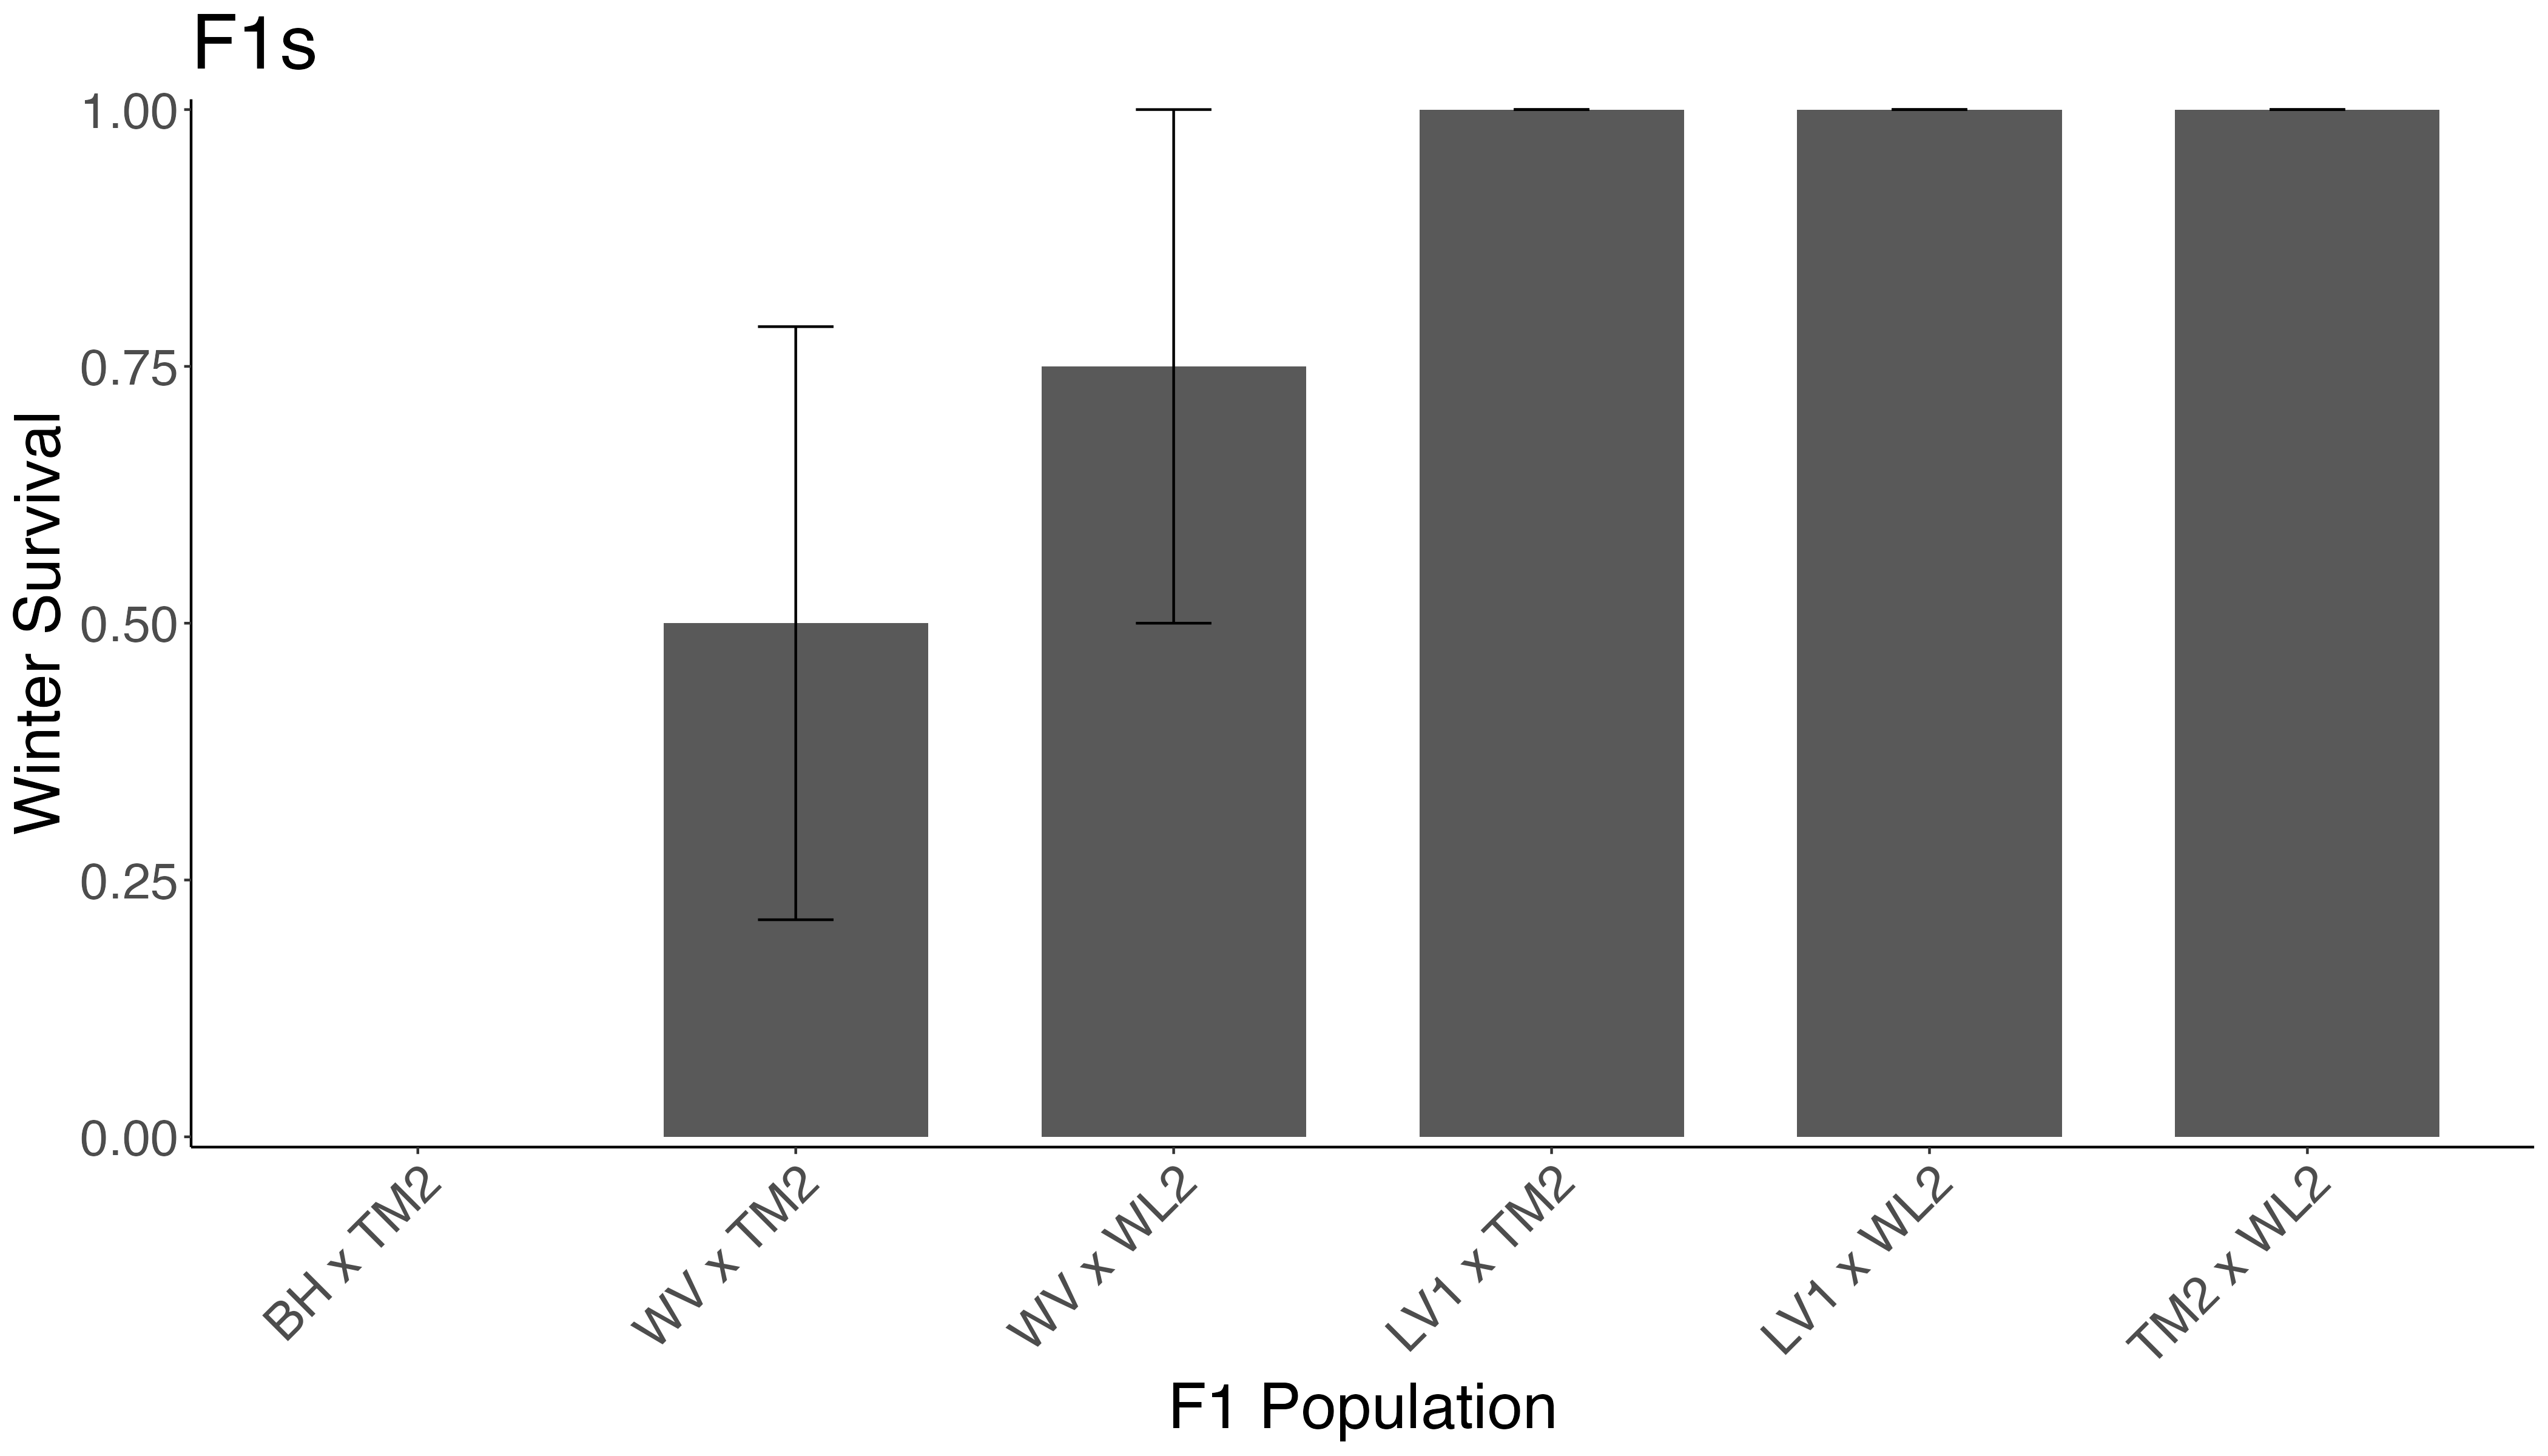 F1s
Winter Survival
1.00
0.75
0.50
0.25
0.00
BH x TM2
WV x TM2
WV x WL2
LV1 x TM2
LV1 x WL2
TM2 x WL2
F1 Population